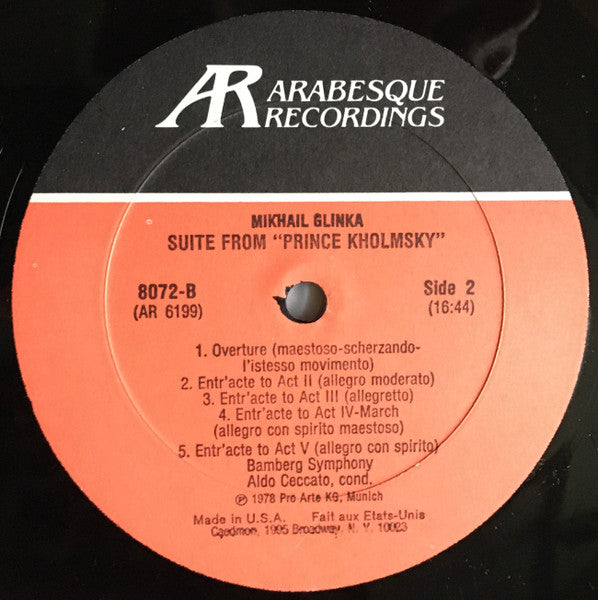 AR ARABESQUE
RECORDINGS
MIKHAIL GLINKA
SUITE FROM “PRINCE KHOLMSKY”
8072-B
(AR 6199)
Side 2
(16:44)
1. Overture (maestoso-scherzando-
l'istesso movimento)
2. Entr'acte to Act II (allegro moderato)
3. Entr'acte to Act III (allegretto)
4. Entr'acte to Act IV-March
(allegro con spirito maestoso)
5. Entr'acte to Act V (allegro con spirito)
Bamberg Symphony
Aldo Ceccato, cond.
℗ 1978 Pro Arte KG, Munich
Made in U.S.A. Fait aux Etats-Unis
Caedmon, 1995 Broadway, N. Y. 10023